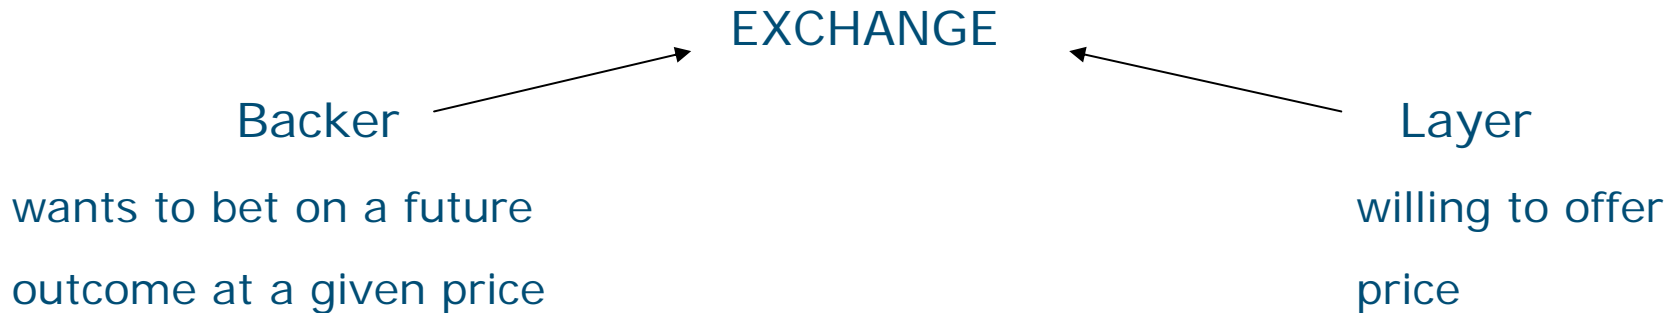 EXCHANGE
Backer
wants to bet on a future
outcome at a given price
Layer
willing to offer
price